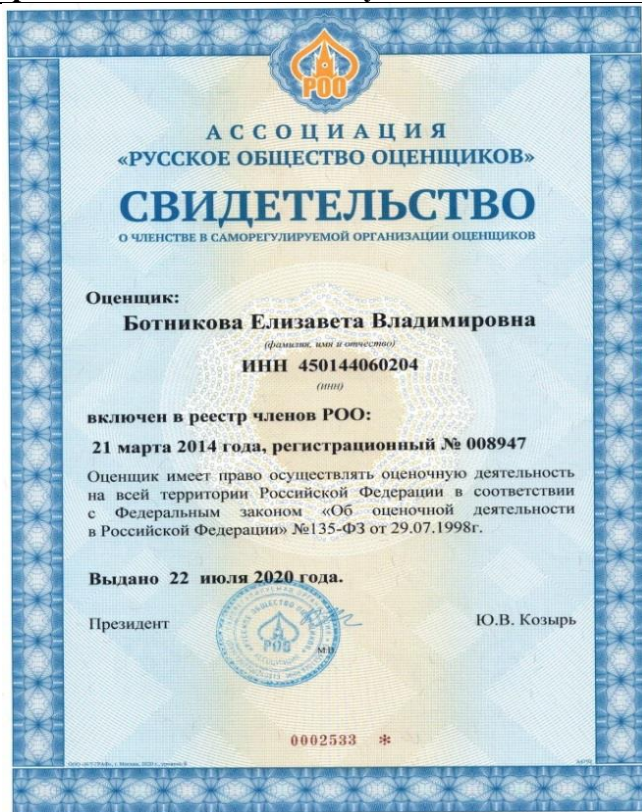 РОО
АССОЦИАЦИЯ
«РУССКОЕ ОБЩЕСТВО ОЦЕНЩИКОВ»
СВИДЕТЕЛЬСТВО
О ЧЛЕНСТВЕ В САМОРЕГУЛИРУЕМОЙ ОРГАНИЗАЦИИ ОЦЕНЩИКОВ
Оценщик:
Ботникова Елизавета Владимировна
(фамилия, имя и отчество)
ИНН 450144060204
(ИНН)
включен в реестр членов РОО:
21 марта 2014 года, регистрационный № 008947
Оценщик имеет право осуществлять оценочную деятельность
на всей территории Российской Федерации в соответствии
с Федеральным законом «Об оценочной деятельности
в Российской Федерации» №135-ФЗ от 29.07.1998г.
Выдано 22 июля 2020 года.
Президент
Ю.В. Козырь
РОО
0002533 *